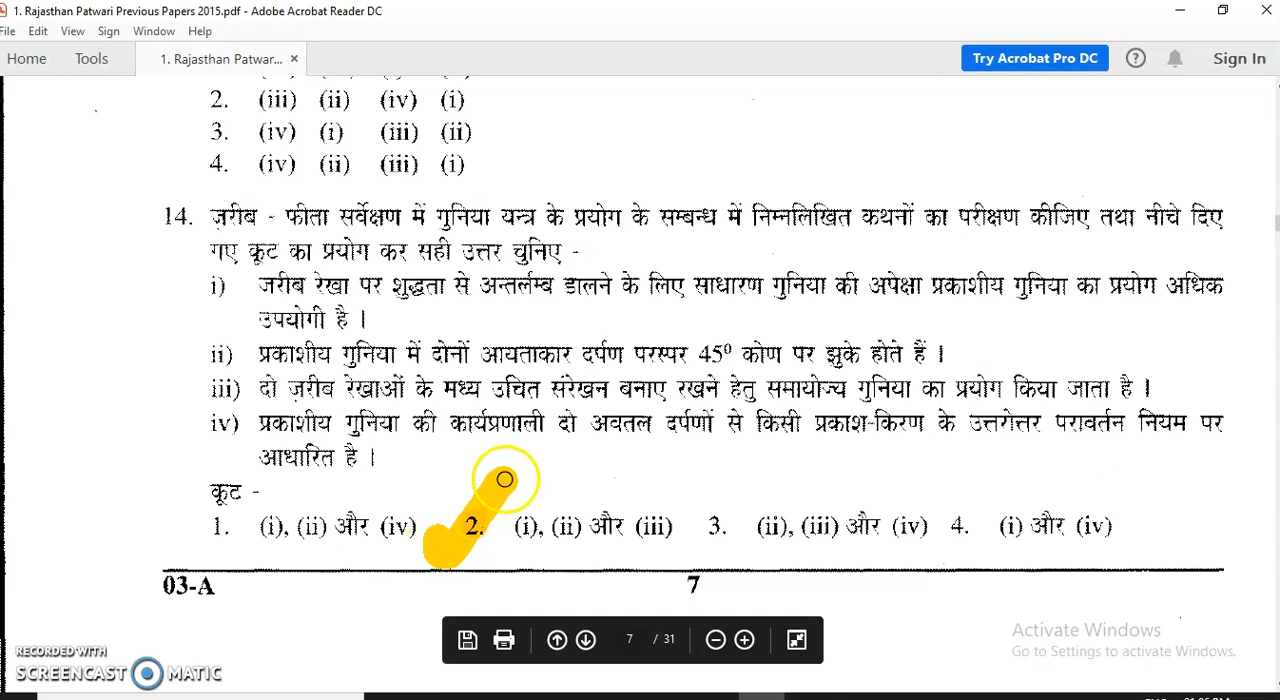 1. Rajasthan Patwari Previous Papers 2015.pdf - Adobe Acrobat Reader DC
File Edit View Sign Window Help
Home Tools 1. Rajasthan Patwar... × Try Acrobat Pro DC ? Sign In
2. (iii) (ii) (iv) (i)
3. (iv) (i) (iii) (ii)
4. (iv) (ii) (iii) (i)
14. ज़रीब - फीता सर्वेक्षण में गुनिया यन्त्र के प्रयोग के सम्बन्ध में निम्नलिखित कथनों का परीक्षण कीजिए तथा नीचे दिए
गए कूट का प्रयोग कर सही उत्तर चुनिए -
i) जरीब रेखा पर शुद्धता से अन्तर्लम्ब डालने के लिए साधारण गुनिया की अपेक्षा प्रकाशीय गुनिया का प्रयोग अधिक
उपयोगी है ।
ii) प्रकाशीय गुनिया में दोनों आयताकार दर्पण परस्पर 45⁰ कोण पर झुके होते हैं ।
iii) दो ज़रीब रेखाओं के मध्य उचित संरेखन बनाए रखने हेतु समायोज्य गुनिया का प्रयोग किया जाता है ।
iv) प्रकाशीय गुनिया की कार्यप्रणाली दो अवतल दर्पणों से किसी प्रकाश-किरण के उत्तरोत्तर परावर्तन नियम पर
आधारित है ।
कूट -
1. (i), (ii) और (iv) 2. (i), (ii) और (iii) 3. (ii), (iii) और (iv) 4. (i) और (iv)
03-A 7
7 / 31
Activate Windows
Go to Settings to activate Windows.
RECORDED WITH
SCREENCAST MATIC